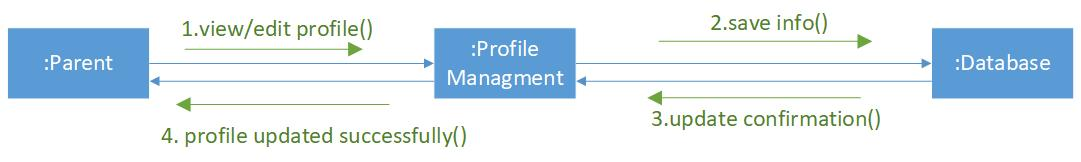 1.view/edit profile()
2.save info()
:Parent
:Profile
Managment
:Database
4. profile updated successfully()
3.update confirmation()